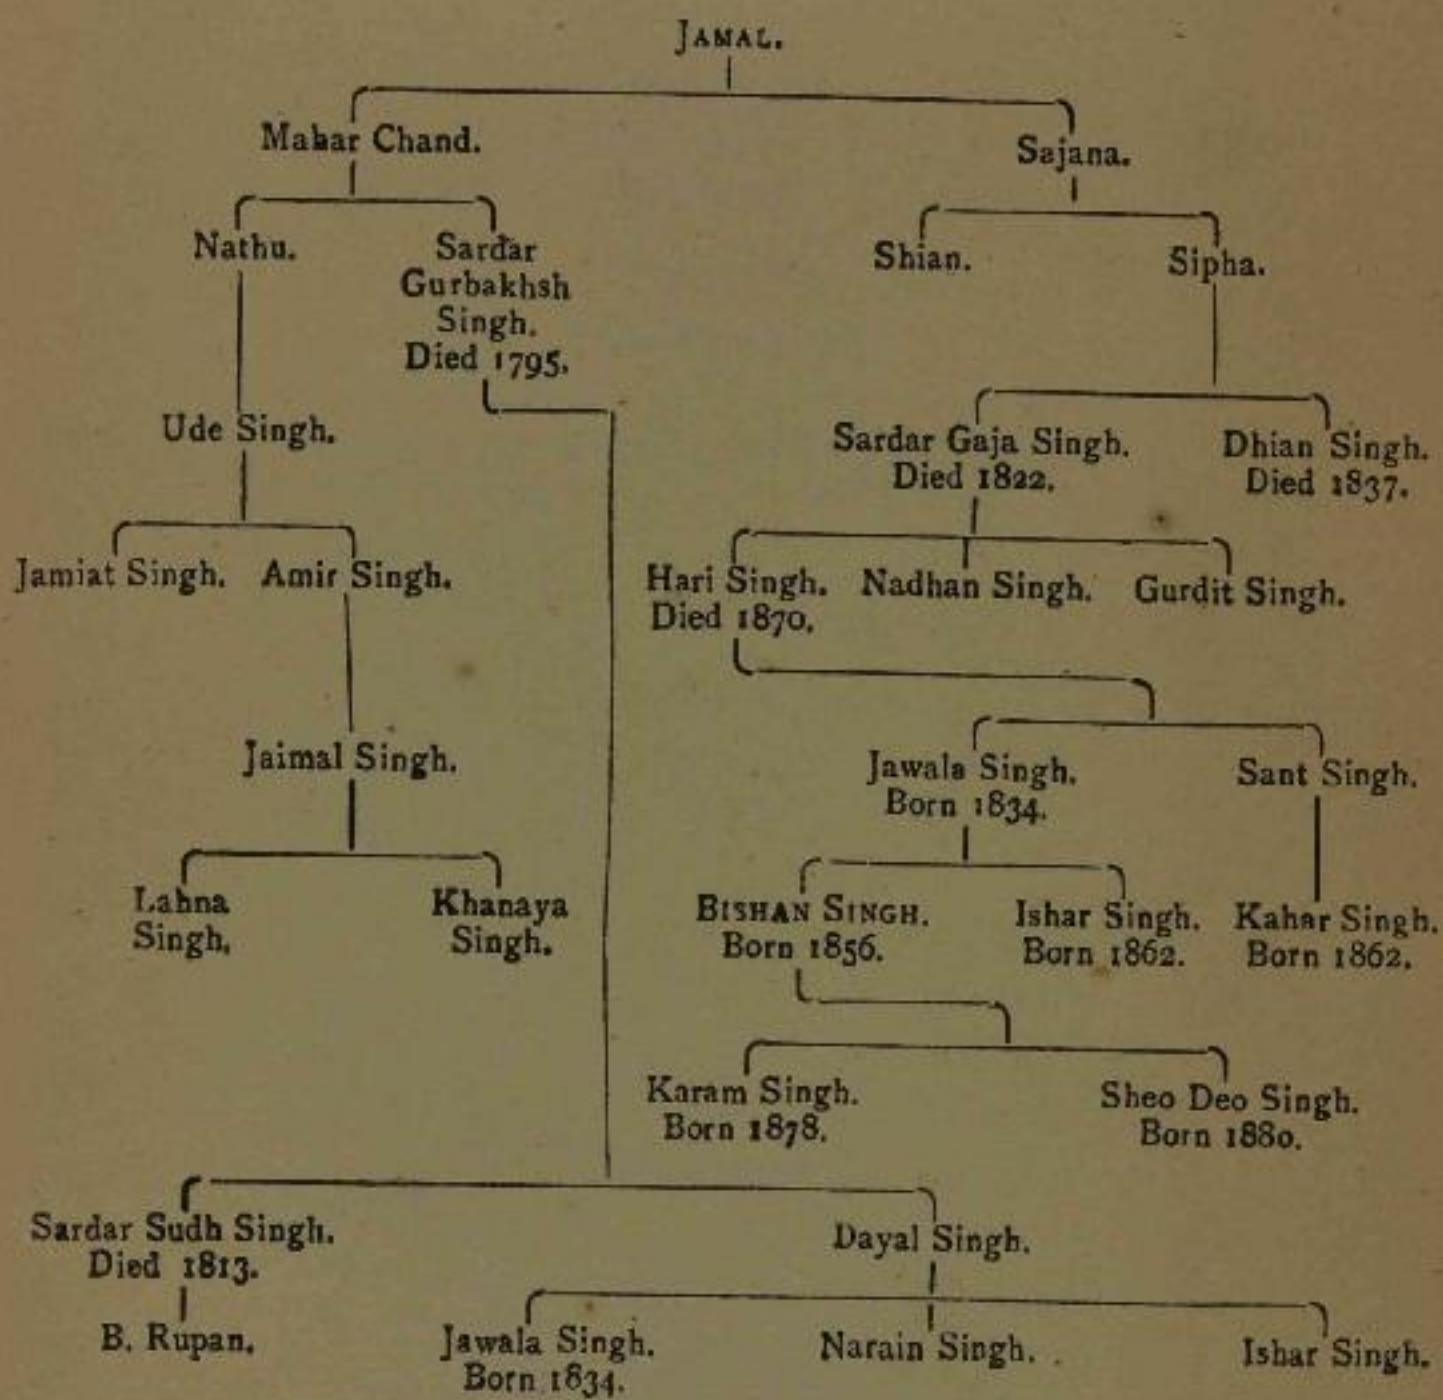 JAMAL.
Mahar Chand.
Sajana.
Nathu.
Sardar
Gurbakhsh
Singh.
Died 1795.
Shian.
Sipha.
Ude Singh.
Sardar Gaja Singh.
Died 1822.
Dhian Singh.
Died 1837.
Jamiat Singh.
Amir Singh.
Hari Singh.
Died 1870.
Nadhan Singh.
Gurdit Singh.
Jaimal Singh.
Jawala Singh.
Born 1834.
Sant Singh.
Lahna
Singh.
Khanaya
Singh.
BISHAN SINGH.
Born 1856.
Ishar Singh.
Born 1862.
Kahar Singh.
Born 1862.
Karam Singh.
Born 1878.
Sheo Deo Singh.
Born 1880.
Sardar Sudh Singh.
Died 1813.
Dayal Singh.
B. Rupan.
Jawala Singh.
Born 1834.
Narain Singh.
Ishar Singh.